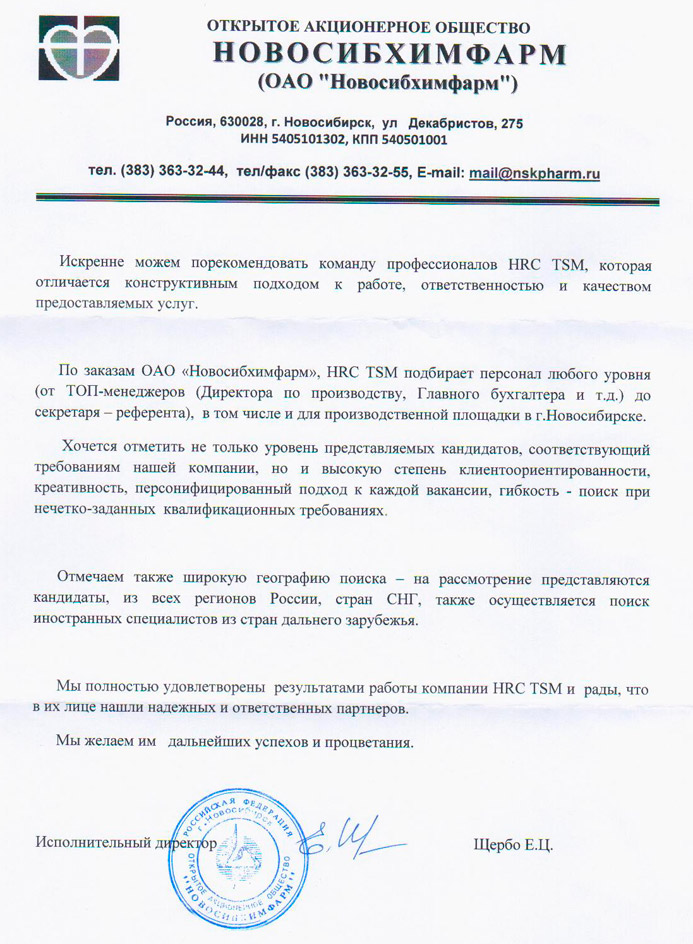 ОТКРЫТОЕ АКЦИОНЕРНОЕ ОБЩЕСТВО
НОВОСИБХИМФАРМ
(ОАО "Новосибхимфарм")
Россия, 630028, г. Новосибирск, ул Декабристов, 275
ИНН 5405101302, КПП 540501001
тел. (383) 363-32-44, тел/факс (383) 363-32-55, E-mail: mail@nskpharm.ru
Искренне можем порекомендовать команду профессионалов HRC TSM, которая
отличается конструктивным подходом к работе, ответственностью и качеством
предоставляемых услуг.
По заказам ОАО «Новосибхимфарм», HRC TSM подбирает персонал любого уровня
(от ТОП-менеджеров (Директора по производству, Главного бухгалтера и т.д.) до
секретаря – референта), в том числе и для производственной площадки в г.Новосибирске.
Хочется отметить не только уровень представляемых кандидатов, соответствующий
требованиям нашей компании, но и высокую степень клиентоориентированности,
креативность, персонифицированный подход к каждой вакансии, гибкость - поиск при
нечетко-заданных квалификационных требованиях.
Отмечаем также широкую географию поиска – на рассмотрение представляются
кандидаты, из всех регионов России, стран СНГ, также осуществляется поиск
иностранных специалистов из стран дальнего зарубежья.
Мы полностью удовлетворены результатами работы компании HRC TSM и рады, что
в их лице нашли надежных и ответственных партнеров.
Мы желаем им дальнейших успехов и процветания.
РОССИЙСКАЯ ФЕДЕРАЦИЯ
г. Новосибирск
Исполнительный директор Щербо Е.Ц.
ОТКРЫТОЕ АКЦИОНЕРНОЕ ОБЩЕСТВО
"НОВОСИБХИМФАРМ"